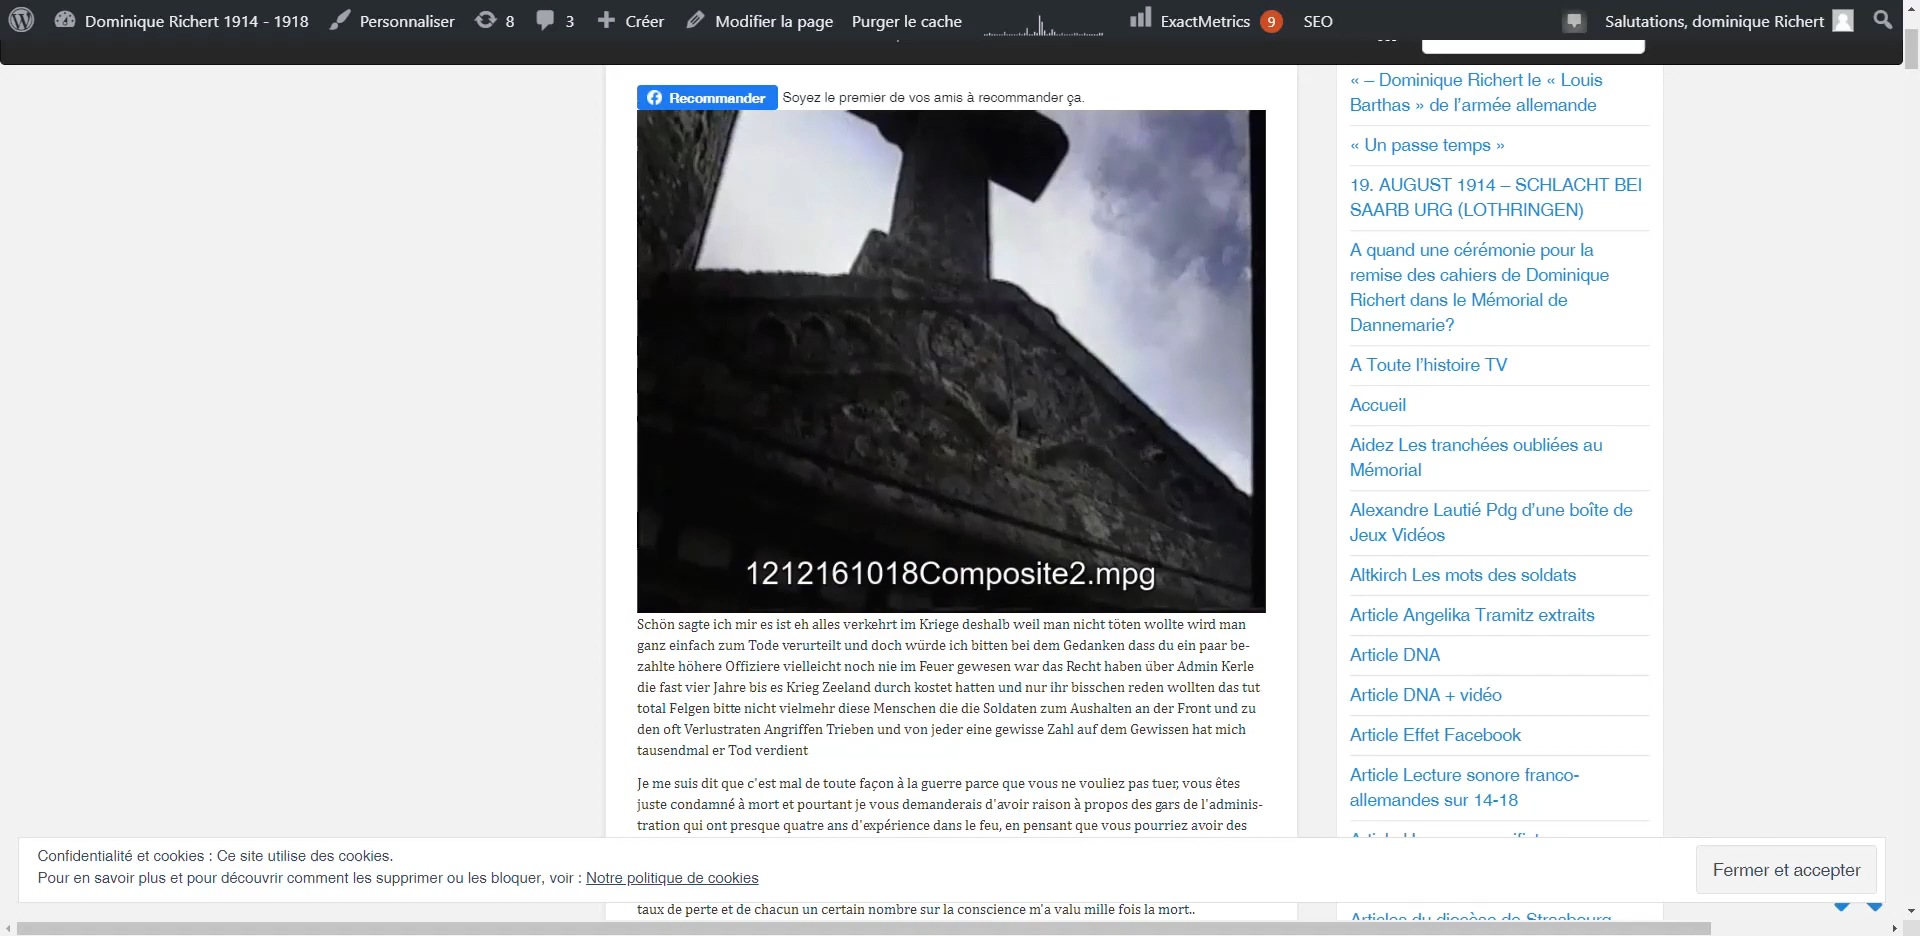 Dominique Richert 1914 - 1918 Personnaliser 8 3 Créer Modifier la page Purger le cache ExactMetrics 9 SEO Salutations, dominique Richert
Recommander Soyez le premier de vos amis à recommander ça.
1212161018Composite2.mpg
Schön sagte ich mir es ist eh alles verkehrt im Kriege deshalb weil man nicht töten wollte wird man
ganz einfach zum Tode verurteilt und doch würde ich bitten bei dem Gedanken dass du ein paar be-
zahlte höhere Offiziere vielleicht noch nie im Feuer gewesen war das Recht haben über Admin Kerle
die fast vier Jahre bis es Krieg Zeeland durch kostet hatten und nur ihr bisschen reden wollten das tut
total Felgen bitte nicht vielmehr diese Menschen die die Soldaten zum Aushalten an der Front und zu
den oft Verlustraten Angriffen Trieben und von jeder eine gewisse Zahl auf dem Gewissen hat mich
tausendmal er Tod verdient
Je me suis dit que c'est mal de toute façon à la guerre parce que vous ne vouliez pas tuer, vous êtes
juste condamné à mort et pourtant je vous demanderais d'avoir raison à propos des gars de l'adminis-
tration qui ont presque quatre ans d'expérience dans le feu, en pensant que vous pourriez avoir des
taux de perte et de chacun un certain nombre sur la conscience m'a valu mille fois la mort..
« – Dominique Richert le « Louis
Barthas » de l'armée allemande
« Un passe temps »
19. AUGUST 1914 – SCHLACHT BEI
SAARB URG (LOTHRINGEN)
A quand une cérémonie pour la
remise des cahiers de Dominique
Richert dans le Mémorial de
Dannemarie?
A Toute l'histoire TV
Accueil
Aidez Les tranchées oubliées au
Mémorial
Alexandre Lautié Pdg d'une boîte de
Jeux Vidéos
Altkirch Les mots des soldats
Article Angelika Tramitz extraits
Article DNA
Article DNA + vidéo
Article Effet Facebook
Article Lecture sonore franco-
allemandes sur 14-18
Articles du diocèse de Strasbourg
Confidentialité et cookies : Ce site utilise des cookies.
Pour en savoir plus et pour découvrir comment les supprimer ou les bloquer, voir : Notre politique de cookies
Fermer et accepter